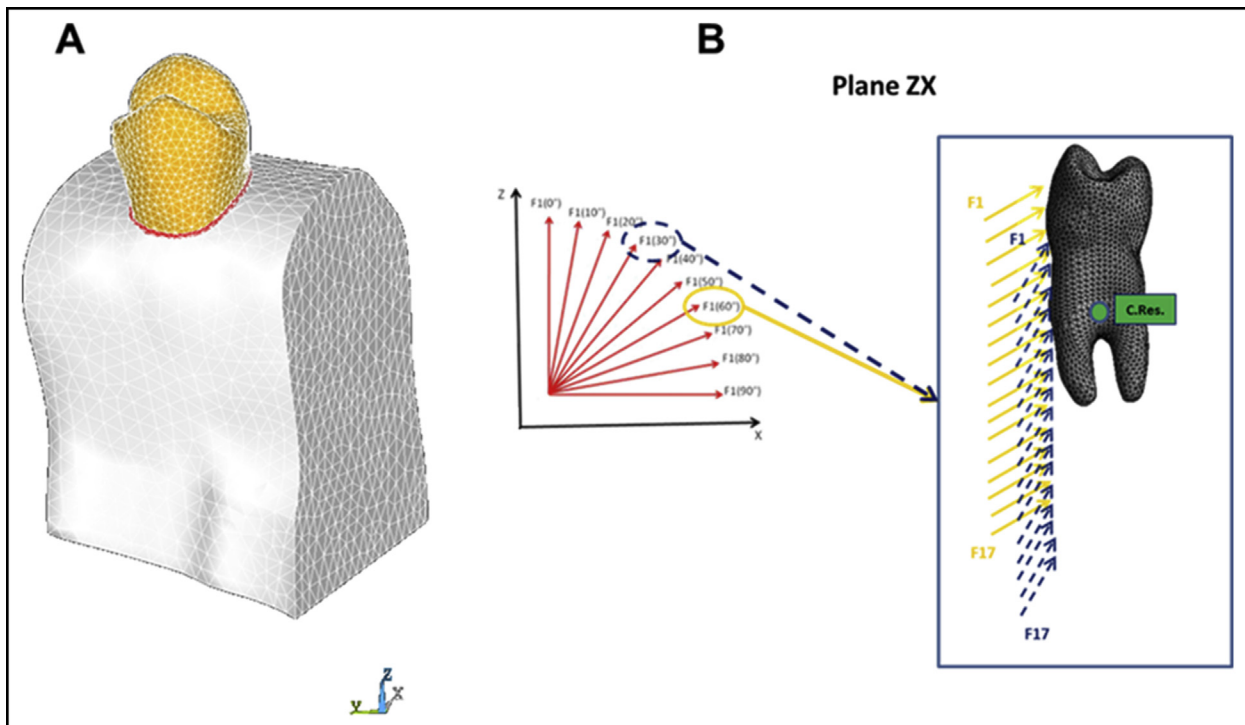 A
B
Plane ZX
Z
F1(0°)
F1(10°)
F1(20°)
F1(30°)
F1(40°)
F1(50°)
F1(60°)
F1(70°)
F1(80°)
F1(90°)
X
F1
F1
C.Res.
F17
F17
Z
X
Y